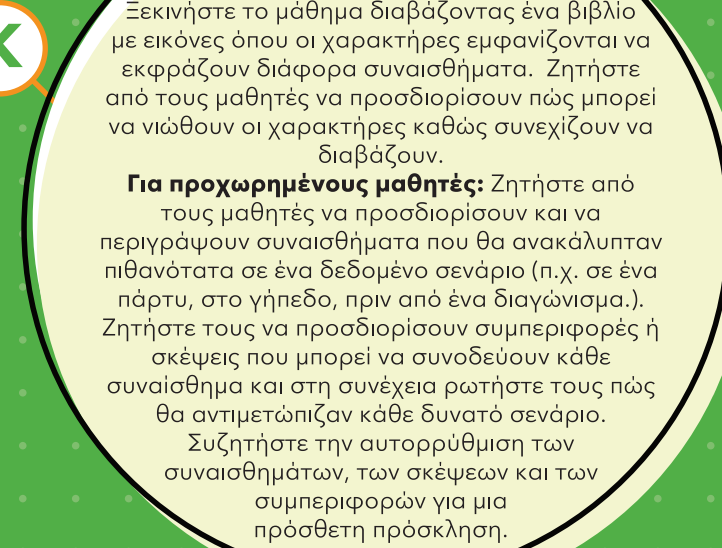 Ξεκινήστε το μάθημα διαβάζοντας ένα βιβλίο
με εικόνες όπου οι χαρακτήρες εμφανίζονται να
εκφράζουν διάφορα συναισθήματα. Ζητήστε
από τους μαθητές να προσδιορίσουν πώς μπορεί
να νιώθουν οι χαρακτήρες καθώς συνεχίζουν να
διαβάζουν.
Για προχωρημένους μαθητές: Ζητήστε από
τους μαθητές να προσδιορίσουν και να
περιγράψουν συναισθήματα που θα ανακάλυπταν
πιθανότατα σε ένα δεδομένο σενάριο (π.χ. σε ένα
πάρτυ, στο γήπεδο, πριν από ένα διαγώνισμα.).
Ζητήστε τους να προσδιορίσουν συμπεριφορές ή
σκέψεις που μπορεί να συνοδεύουν κάθε
συναίσθημα και στη συνέχεια ρωτήστε τους πώς
θα αντιμετώπιζαν κάθε δυνατό σενάριο.
Συζητήστε την αυτορρύθμιση των
συναισθημάτων, των σκέψεων και των
συμπεριφορών για μια
πρόσθετη πρόσκληση.